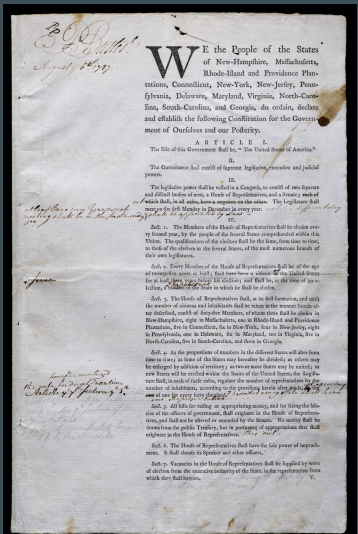 August 6th 1787.
WE the People of the States
of New-Hampshire, Massachusetts,
Rhode-Island and Providence Plan-
tations, Connecticut, New-York, New-Jersey, Penn-
sylvania, Delaware, Maryland, Virginia, North-Caro-
lina, South-Carolina, and Georgia, do ordain, declare
and establish the following Constitution for the Govern-
ment of Ourselves and our Posterity.
ARTICLE I.
The stile of this Government shall be, "The United States of America."
II.
The Government shall consist of supreme legislative, executive and judicial
powers.
III.
The legislative power shall be vested in a Congress, to consist of two separate
and distinct bodies of men, a House of Representatives, and a Senate; each of
which shall, in all cases, have a negative on the other. The Legislature shall
meet on the first Monday in December in every year.
IV.
Sect. 1. The Members of the House of Representatives shall be chosen eve-
ry second year, by the people of the several States comprehended within this
Union. The qualifications of the electors shall be the same, from time to time,
as those of the electors in the several States, of the most numerous branch of
their own legislatures.
Sect. 2. Every Member of the House of Representatives shall be of the age
of twenty-five years at least; shall have been a citizen of the United States
for at least three years before his election; and shall be, at the time of his e-
lection, a resident of the State in which he shall be chosen.
Sect. 3. The House of Representatives shall, at its first formation, and until
the number of citizens and inhabitants shall be taken in the manner herein af-
ter described, consist of sixty-five Members, of whom three shall be chosen in
New-Hampshire, eight in Massachusetts, one in Rhode-Island and Providence
Plantations, five in Connecticut, six in New-York, four in New-Jersey, eight
in Pennsylvania, one in Delaware, six in Maryland, ten in Virginia, five in
North-Carolina, five in South-Carolina, and three in Georgia.
Sect. 4. As the proportions of numbers in the different States will alter from
time to time; as some of the States may hereafter be divided; as others may
be enlarged by addition of territory; as two or more States may be united; as
new States will be erected within the limits of the United States, the Legisla-
ture shall, in each of these cases, regulate the number of representatives by the
number of inhabitants, according to the provisions herein after made, at the
rate of one for every forty thousand.
Sect. 5. All bills for raising or appropriating money, and for fixing the sala-
ries of the officers of government, shall originate in the House of Representa-
tives, and shall not be altered or amended by the Senate. No money shall be
drawn from the public Treasury, but in pursuance of appropriations that shall
originate in the House of Representatives.
Sect. 6. The House of Representatives shall have the sole power of impeach-
ment. It shall choose its Speaker and other officers.
Sect. 7. Vacancies in the House of Representatives shall be supplied by writs
of election from the executive authority of the State, in the representation from
which they shall happen.
V.